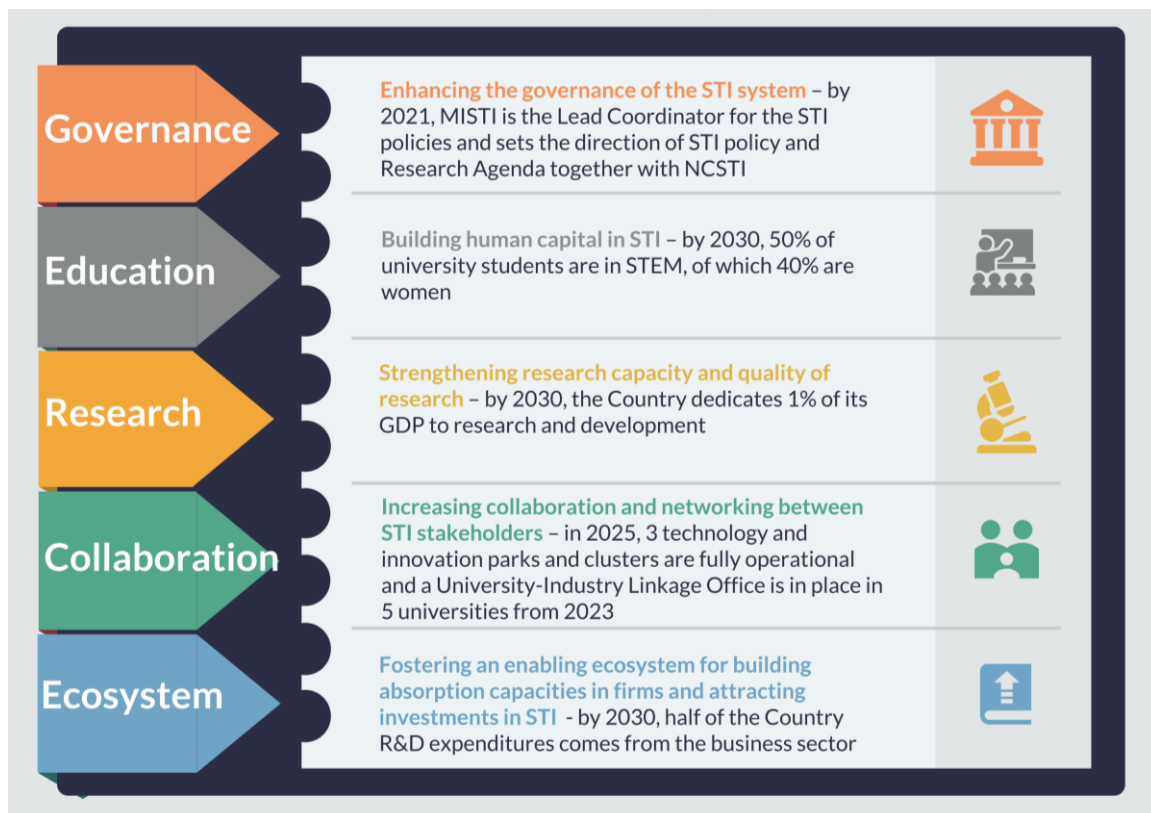 Governance
Enhancing the governance of the STI system – by
2021, MISTI is the Lead Coordinator for the STI
policies and sets the direction of STI policy and
Research Agenda together with NCSTI
Education
Building human capital in STI – by 2030, 50% of
university students are in STEM, of which 40% are
women
Research
Strengthening research capacity and quality of
research – by 2030, the Country dedicates 1% of its
GDP to research and development
Collaboration
Increasing collaboration and networking between
STI stakeholders – in 2025, 3 technology and
innovation parks and clusters are fully operational
and a University-Industry Linkage Office is in place in
5 universities from 2023
Ecosystem
Fostering an enabling ecosystem for building
absorption capacities in firms and attracting
investments in STI - by 2030, half of the Country
R&D expenditures comes from the business sector